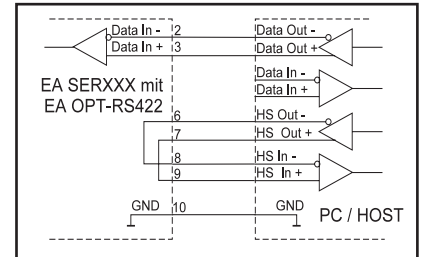 Data In - 2 Data Out -
Data In + 3 Data Out +
Data In -
Data In +
EA SERXXX mit
EA OPT-RS422
6 HS Out -
7 HS Out +
8 HS In -
9 HS In +
GND 10 GND
PC / HOST